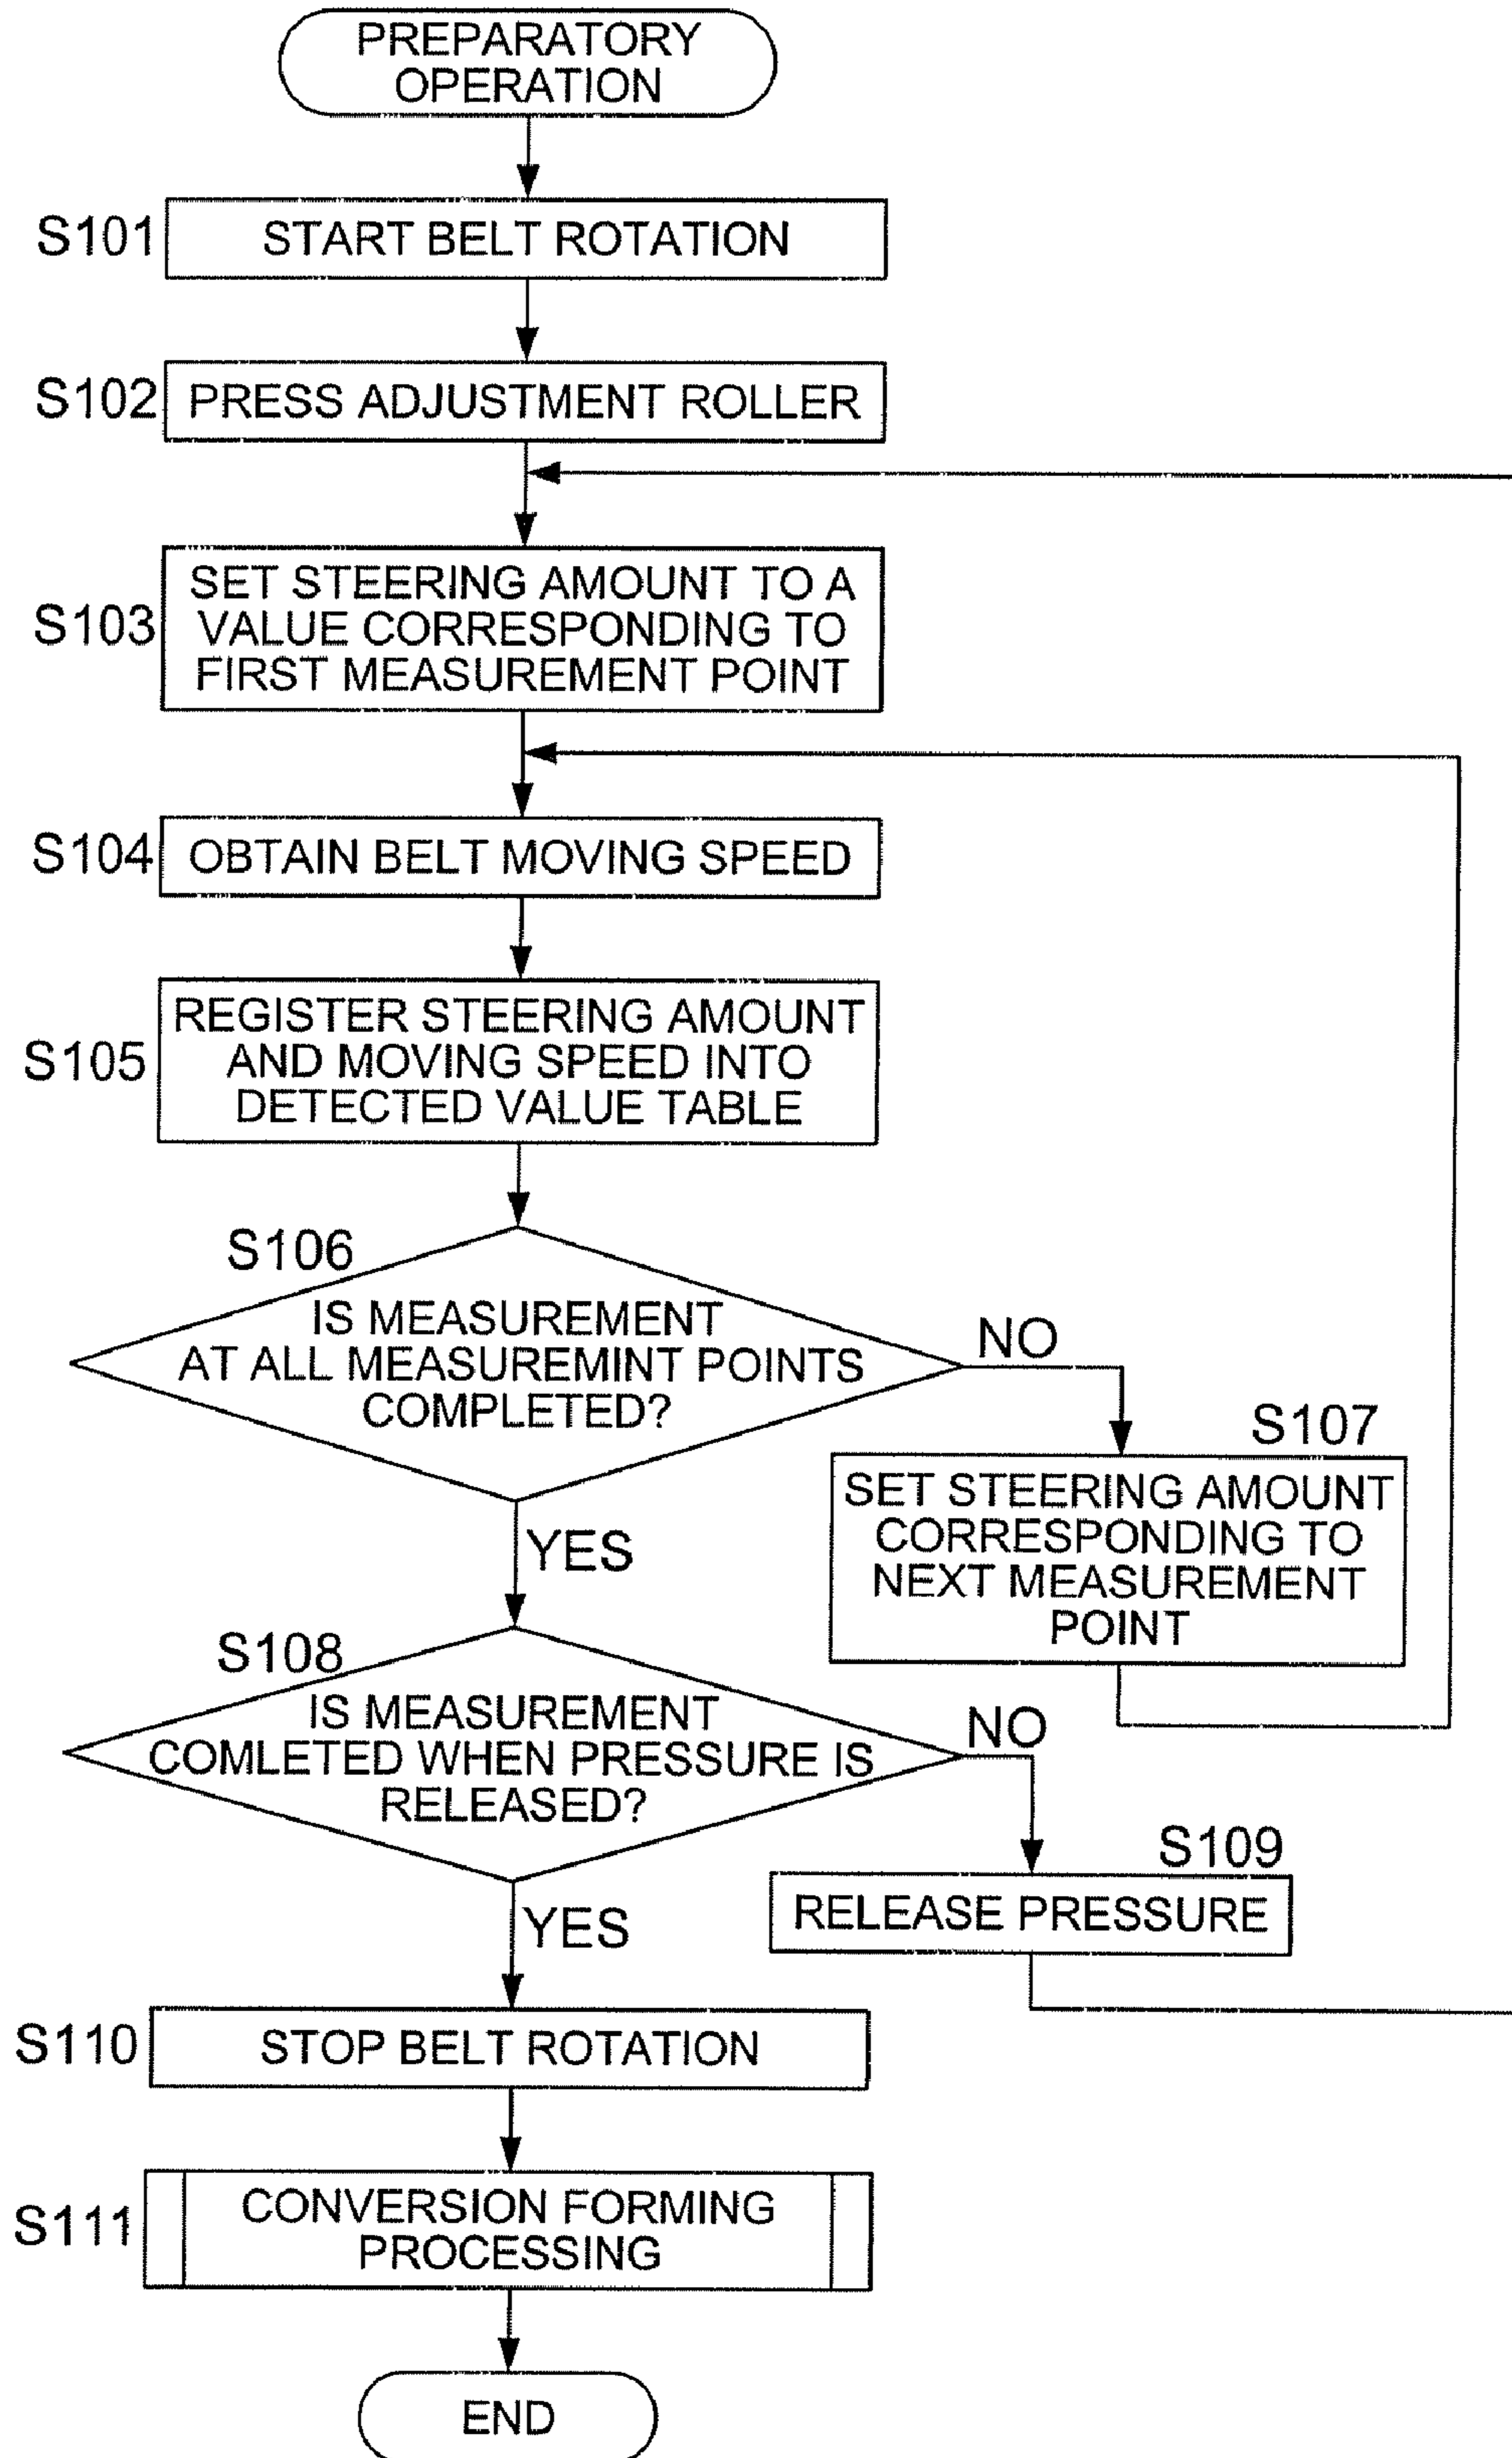 PREPARATORY
OPERATION
S101
START BELT ROTATION
S102
PRESS ADJUSTMENT ROLLER
S103
SET STEERING AMOUNT TO A
VALUE CORRESPONDING TO
FIRST MEASUREMENT POINT
S104
OBTAIN BELT MOVING SPEED
S105
REGISTER STEERING AMOUNT
AND MOVING SPEED INTO
DETECTED VALUE TABLE
S106
IS MEASUREMENT
AT ALL MEASUREMINT POINTS
COMPLETED?
NO
S107
SET STEERING AMOUNT
CORRESPONDING TO
NEXT MEASUREMENT
POINT
YES
S108
IS MEASUREMENT
COMLETED WHEN PRESSURE IS
RELEASED?
NO
S109
RELEASE PRESSURE
YES
S110
STOP BELT ROTATION
S111
CONVERSION FORMING
PROCESSING
END